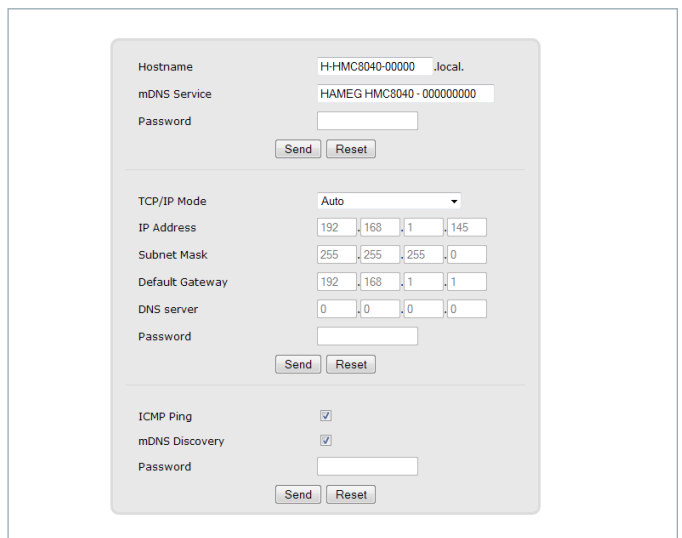 Hostname H-HMC8040-00000 .local.
mDNS Service HAMEG HMC8040 - 000000000
Password
Send Reset
TCP/IP Mode Auto
IP Address 192 . 168 . 1 . 145
Subnet Mask 255 . 255 . 255 . 0
Default Gateway 192 . 168 . 1 . 1
DNS server 0 . 0 . 0 . 0
Password
Send Reset
ICMP Ping
mDNS Discovery
Password
Send Reset